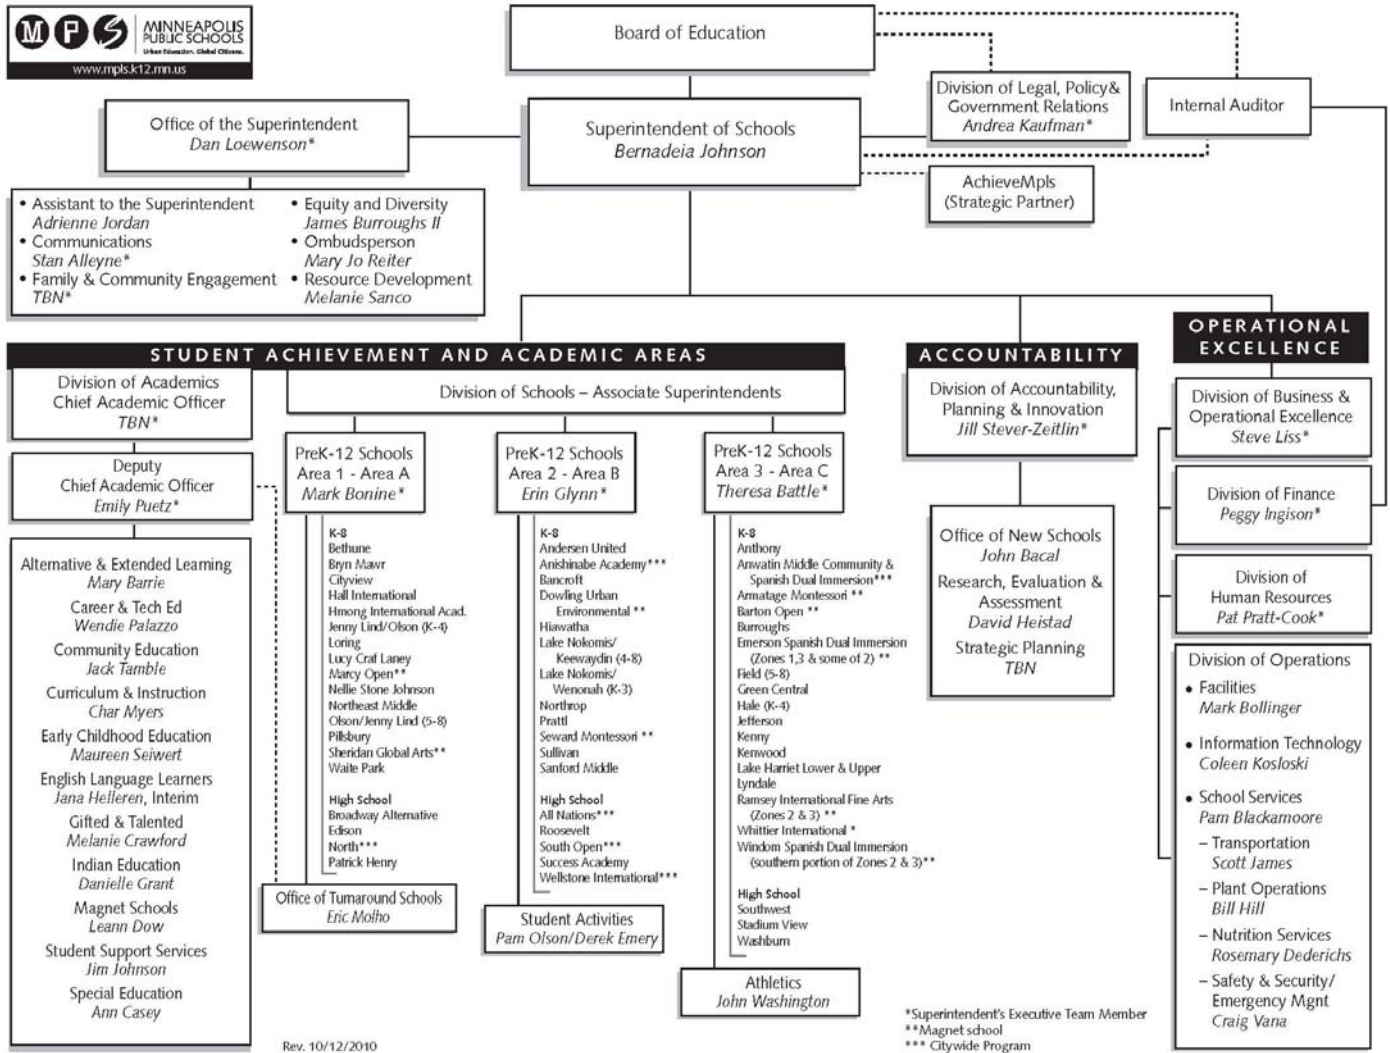 MPS
MINNEAPOLIS
PUBLIC SCHOOLS
Urban Education. Global Citizens.
www.mpls.k12.mn.us
Board of Education
Division of Legal, Policy&
Government Relations
Andrea Kaufman*
Internal Auditor
Office of the Superintendent
Dan Loewenson*
Superintendent of Schools
Bernadeia Johnson
AchieveMpls
(Strategic Partner)
• Assistant to the Superintendent
Adrienne Jordan
• Communications
Stan Alleyne*
• Family & Community Engagement
TBN*
• Equity and Diversity
James Burroughs II
• Ombudsperson
Mary Jo Reiter
• Resource Development
Melanie Sanco
STUDENT ACHIEVEMENT AND ACADEMIC AREAS
Division of Academics
Chief Academic Officer
TBN*
Deputy
Chief Academic Officer
Emily Puetz*
Alternative & Extended Learning
Mary Barrie
Career & Tech Ed
Wendie Palazzo
Community Education
Jack Tamble
Curriculum & Instruction
Char Myers
Early Childhood Education
Maureen Seiwert
English Language Learners
Jana Helleren, Interim
Gifted & Talented
Melanie Crawford
Indian Education
Danielle Grant
Magnet Schools
Leann Dow
Student Support Services
Jim Johnson
Special Education
Ann Casey
Division of Schools – Associate Superintendents
PreK-12 Schools
Area 1 - Area A
Mark Bonine*
K-8
Bethune
Bryn Mawr
Cityview
Hall International
Hmong International Acad.
Jenny Lind/Olson (K-4)
Loring
Lucy Craf Laney
Marcy Open**
Nellie Stone Johnson
Northeast Middle
Olson/Jenny Lind (5-8)
Pillsbury
Sheridan Global Arts**
Waite Park
High School
Broadway Alternative
Edison
North***
Patrick Henry
Office of Turnaround Schools
Eric Molho
PreK-12 Schools
Area 2 - Area B
Erin Glynn*
K-8
Andersen United
Anishinabe Academy***
Bancroft
Dowling Urban
Environmental **
Hiawatha
Lake Nokomis/
Keewaydin (4-8)
Lake Nokomis/
Wenonah (K-3)
Northrop
Prattl
Seward Montessori **
Sullivan
Sanford Middle
High School
All Nations***
Roosevelt
South Open***
Success Academy
Wellstone International***
Student Activities
Pam Olson/Derek Emery
PreK-12 Schools
Area 3 - Area C
Theresa Battle*
K-8
Anthony
Anwatin Middle Community &
Spanish Dual Immersion***
Armatage Montessori **
Barton Open **
Burroughs
Emerson Spanish Dual Immersion
(Zones 1,3 & some of 2) **
Field (5-8)
Green Central
Hale (K-4)
Jefferson
Kenny
Kenwood
Lake Harriet Lower & Upper
Lyndale
Ramsey International Fine Arts
(Zones 2 & 3) **
Whittier International *
Windom Spanish Dual Immersion
(southern portion of Zones 2 & 3)**
High School
Southwest
Stadium View
Washburn
Athletics
John Washington
ACCOUNTABILITY
Division of Accountability,
Planning & Innovation
Jill Stever-Zeitlin*
Office of New Schools
John Bacal
Research, Evaluation &
Assessment
David Heistad
Strategic Planning
TBN
OPERATIONAL
EXCELLENCE
Division of Business &
Operational Excellence
Steve Liss*
Division of Finance
Peggy Ingison*
Division of
Human Resources
Pat Pratt-Cook*
Division of Operations
• Facilities
Mark Bollinger
• Information Technology
Coleen Kosloski
• School Services
Pam Blackamoore
– Transportation
Scott James
– Plant Operations
Bill Hill
– Nutrition Services
Rosemary Dederichs
– Safety & Security/
Emergency Mgnt
Craig Vana
*Superintendent's Executive Team Member
**Magnet school
*** Citywide Program
Rev. 10/12/2010